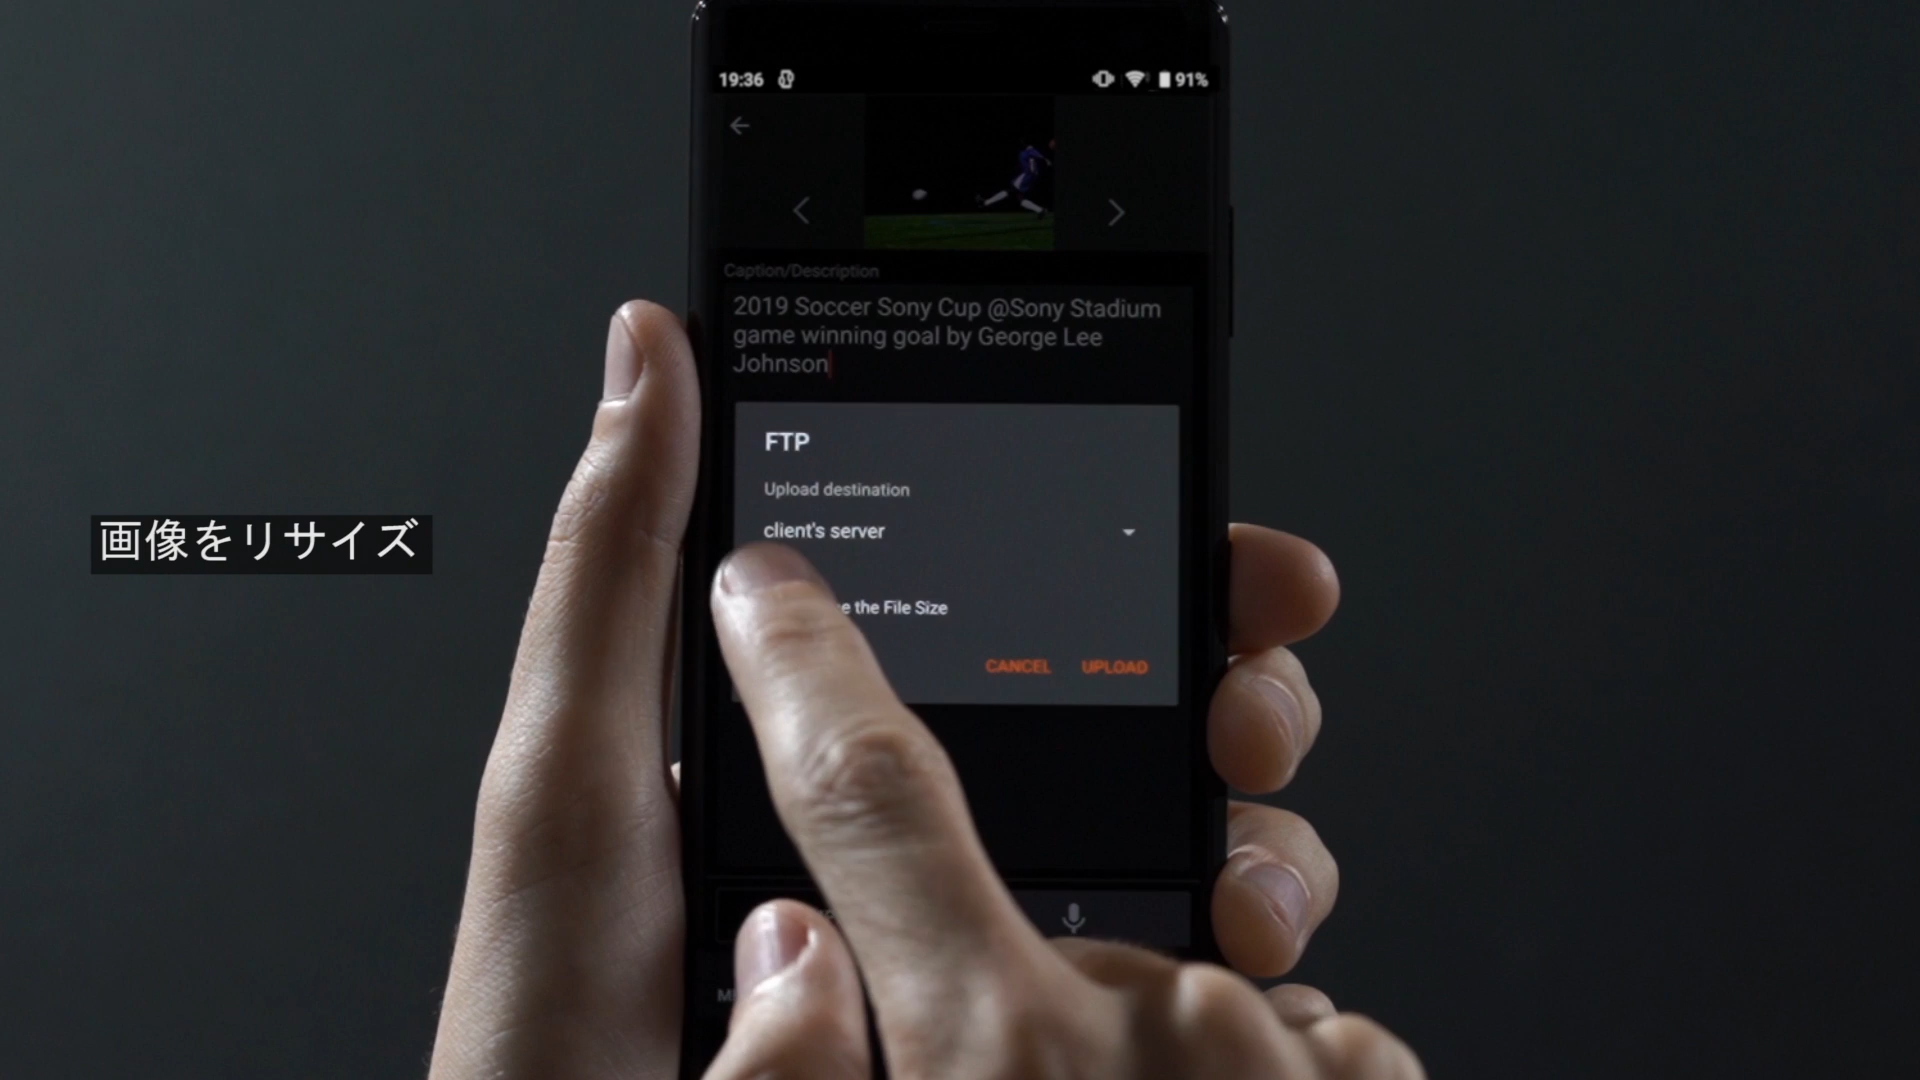 19:36
91%
Caption/Description
2019 Soccer Sony Cup @Sony Stadium
game winning goal by George Lee
Johnson
FTP
Upload destination
client's server
画像をリサイズ
the File Size
CANCEL UPLOAD